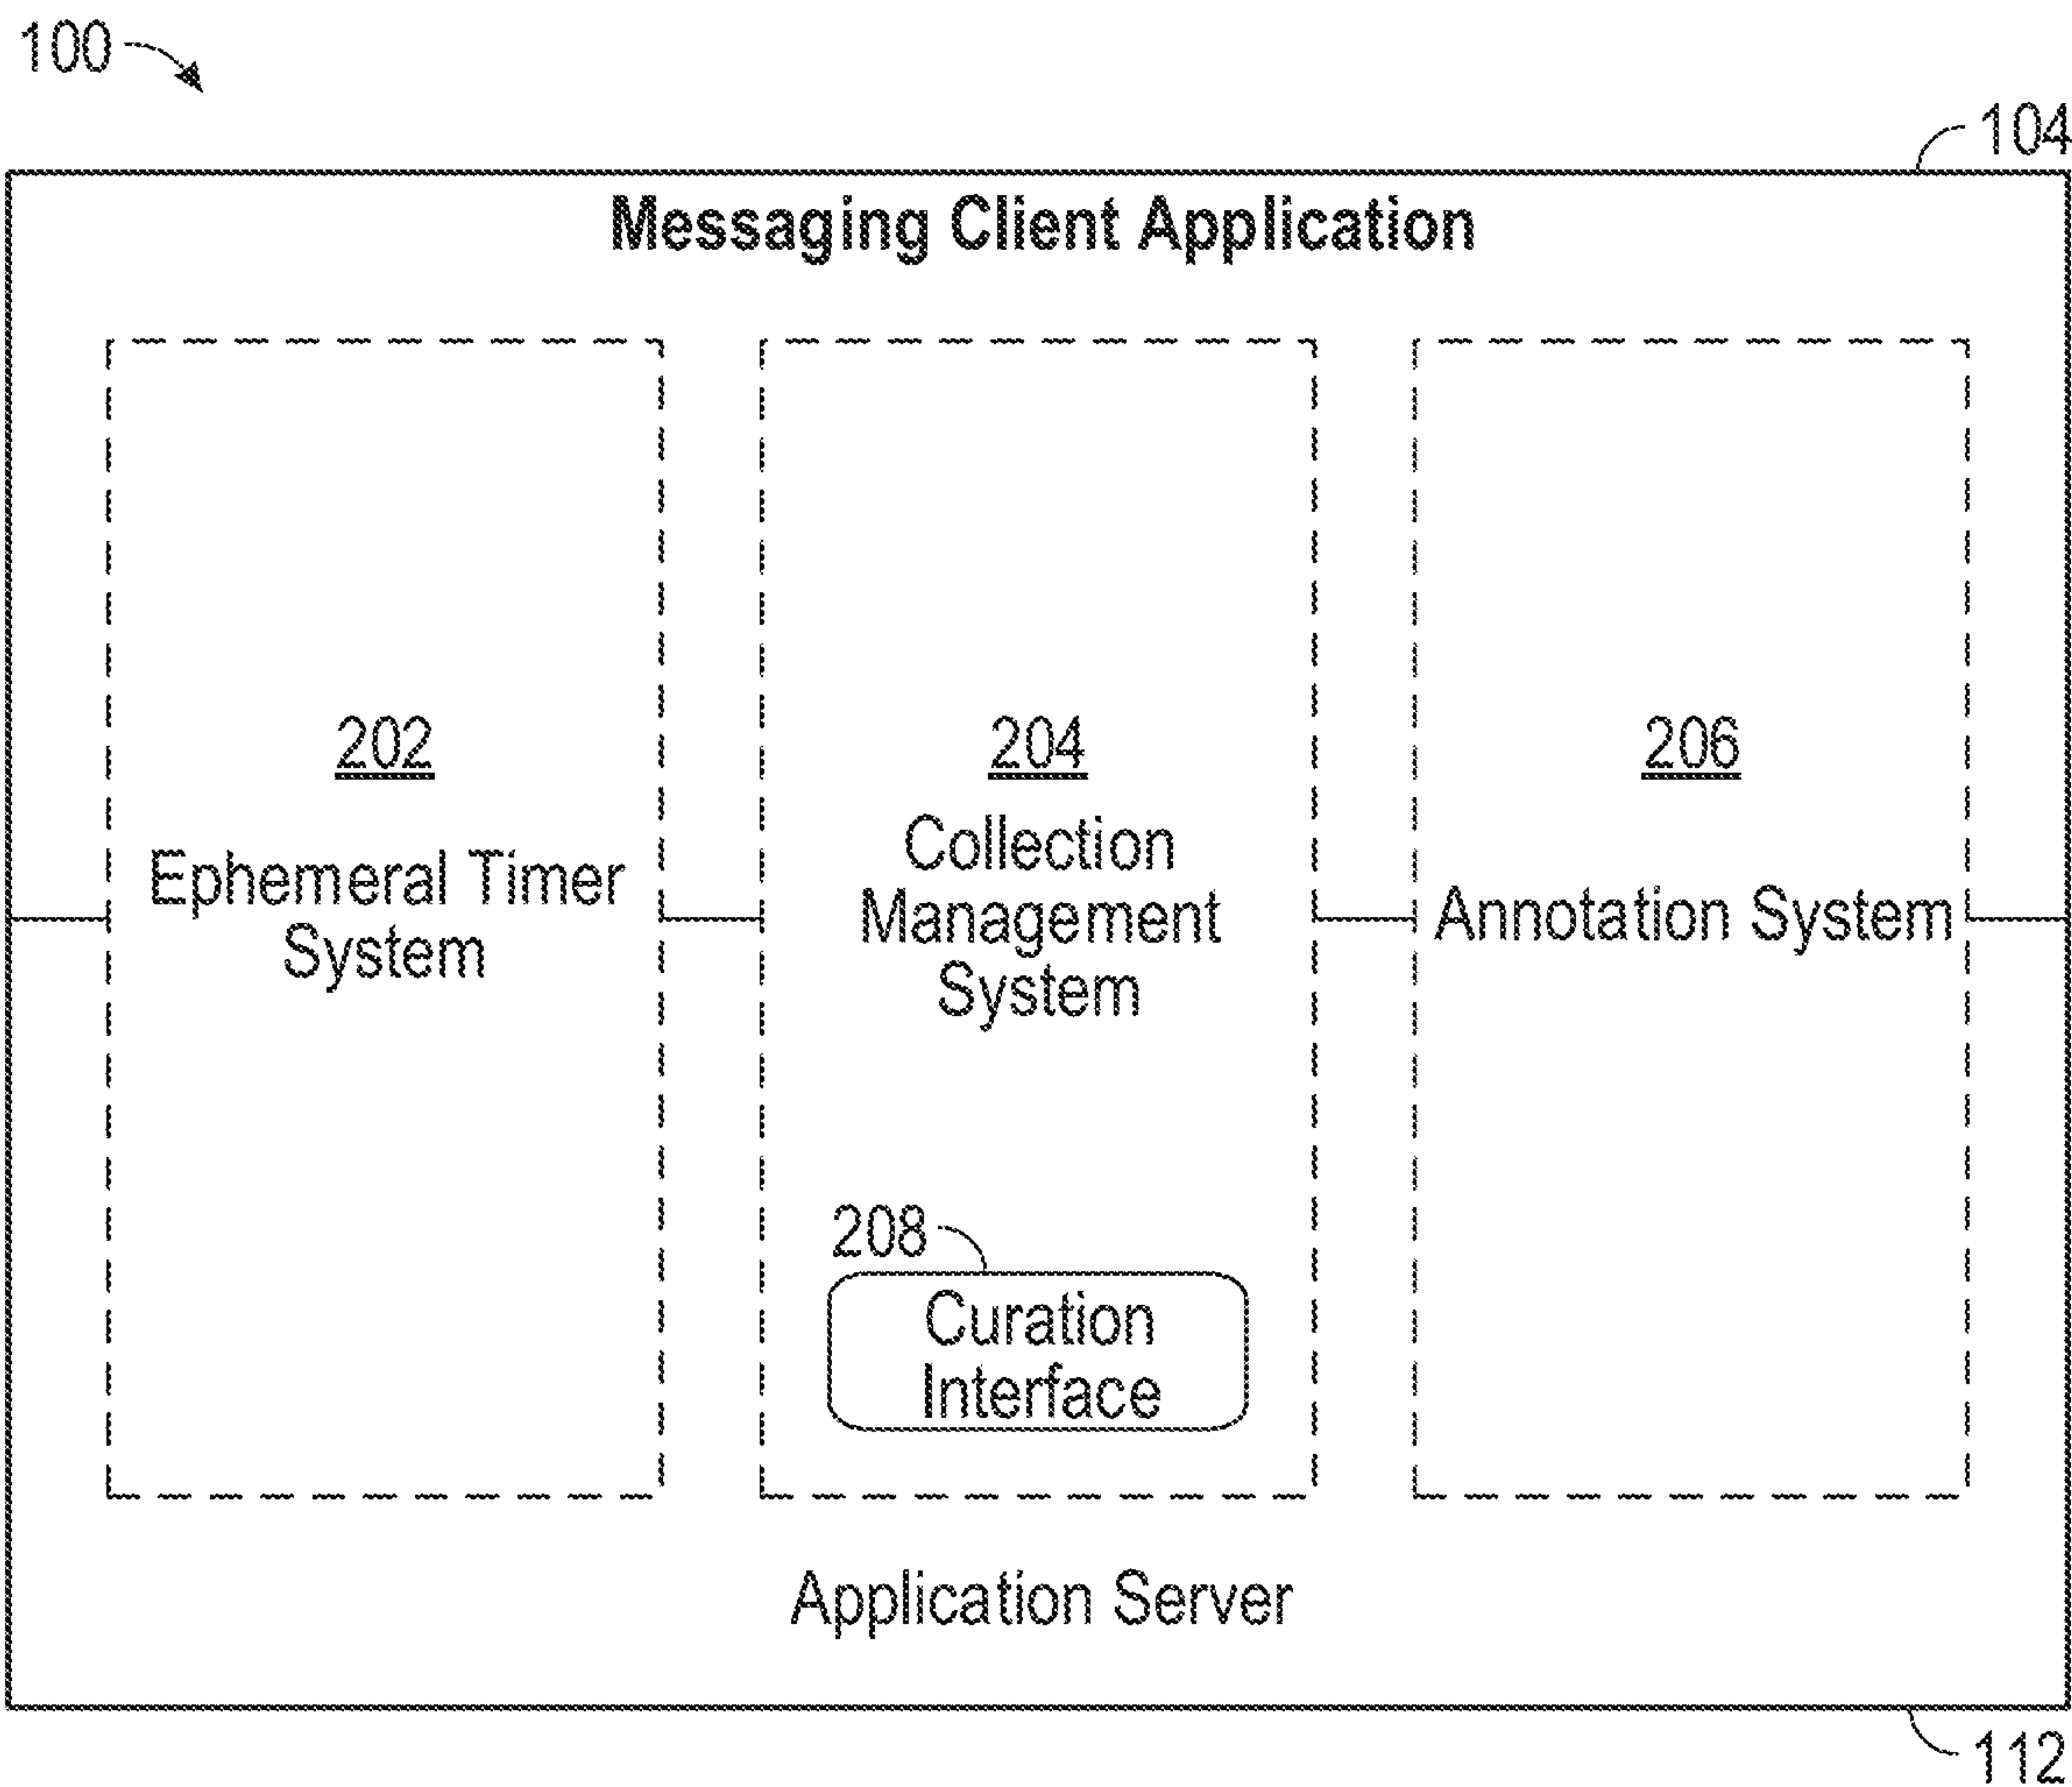 100
104
Messaging Client Application
202
Ephemeral Timer
System
204
Collection
Management
System
206
Annotation System
208
Curation
Interface
Application Server
112